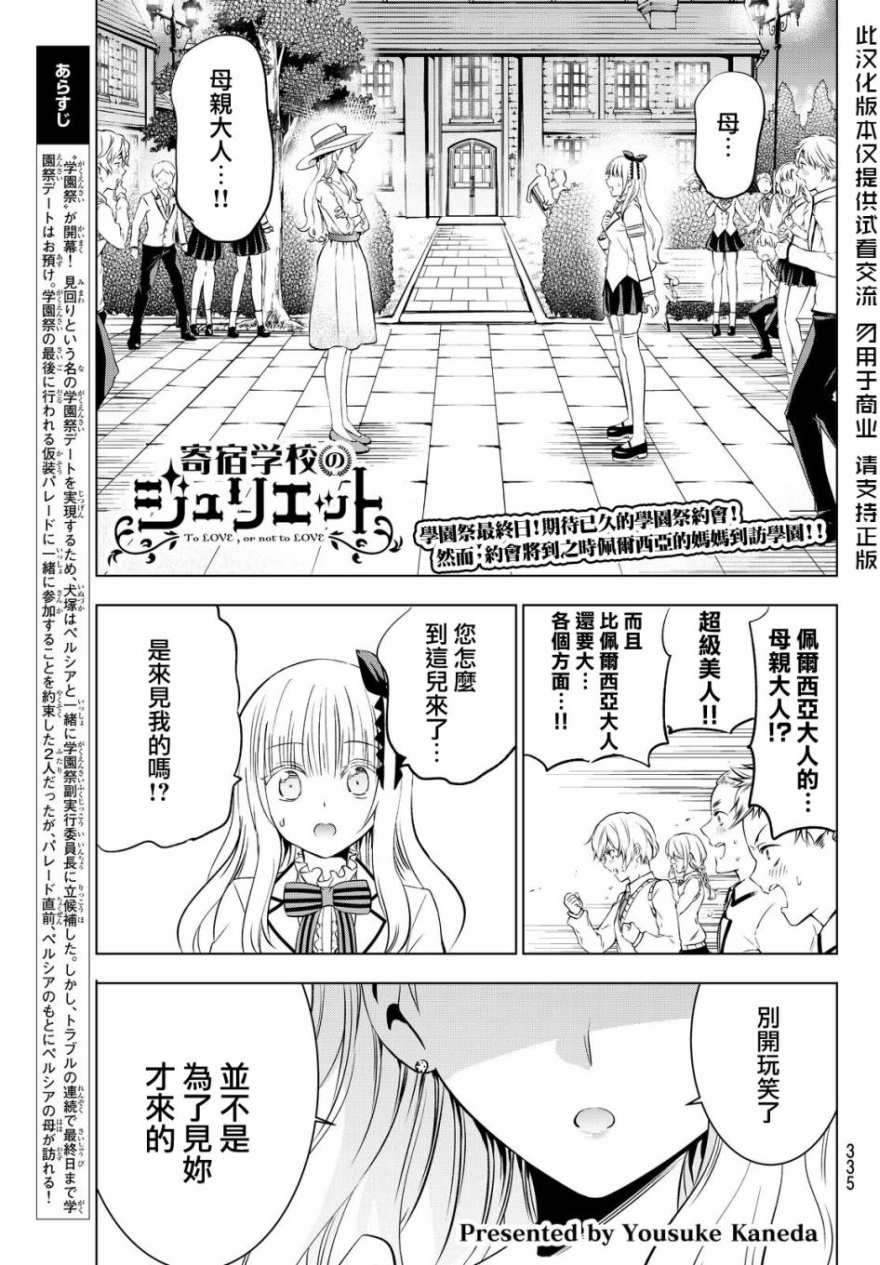 此汉化版本仅提供试看交流 勿用于商业 请支持正版
母…
母親大人…!!
寄宿学校の
ジュリエット
To LOVE, or not to LOVE
學園祭最終日!期待已久的學園祭約會!
然而，約會將到之時佩爾西亞的媽媽到訪學園!!
佩爾西亞大人的…
母親大人!?
超級美人!!
而且
比佩爾西亞大人
還要大…
各個方面…!!
您怎麼
到這兒來了…
是來見我的嗎!?
別開玩笑了
並不是
為了見妳
才來的
Presented by Yousuke Kaneda
335
あらすじ
“学園祭”が開幕! 見回りという名の学園祭デートを実現するため、犬塚はペルシアと一緒に学園祭副実行委員長に立候補した。しかし、トラブルの連続で最終日まで学
園祭デートはお預け。学園祭の最後に行われる仮装パレードに一緒に参加することを約束した2人だったが、パレード直前、ペルシアのもとにペルシアの母が訪れる!